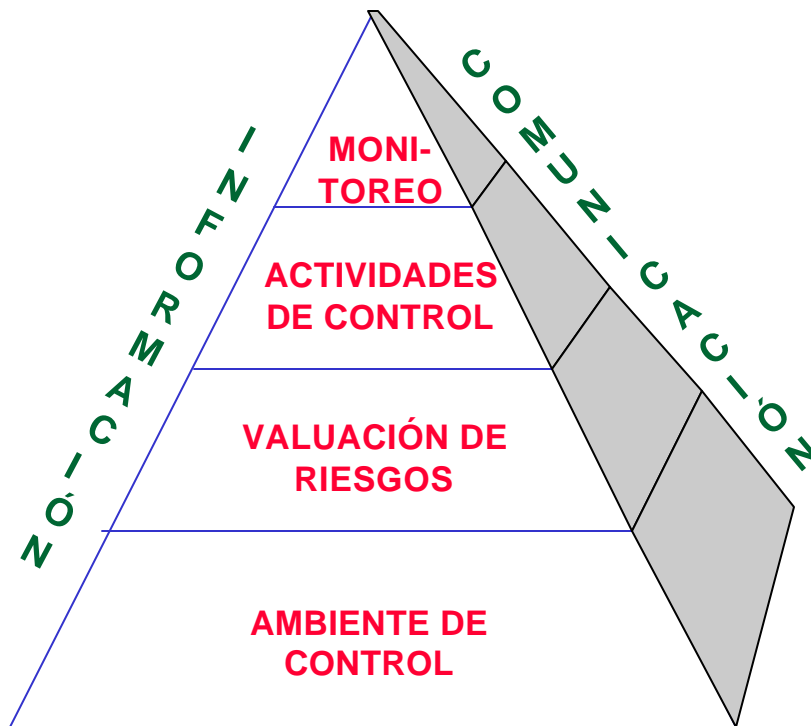 INFORMACIÓN
COMUNICACIÓN
MONI-
TOREO
ACTIVIDADES
DE CONTROL
VALUACIÓN DE
RIESGOS
AMBIENTE DE
CONTROL